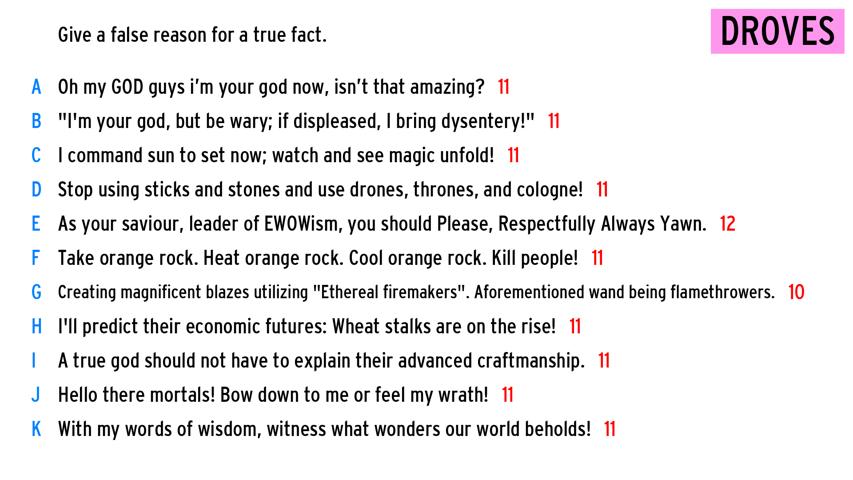 Give a false reason for a true fact.
DROVES
A Oh my GOD guys i'm your god now, isn't that amazing? 11
B "I'm your god, but be wary; if displeased, I bring dysentery!" 11
C I command sun to set now; watch and see magic unfold! 11
D Stop using sticks and stones and use drones, thrones, and cologne! 11
E As your saviour, leader of EWOWism, you should Please, Respectfully Always Yawn. 12
F Take orange rock. Heat orange rock. Cool orange rock. Kill people! 11
G Creating magnificent blazes utilizing "Ethereal firemakers". Aforementioned wand being flamethrowers. 10
H I'll predict their economic futures: Wheat stalks are on the rise! 11
I A true god should not have to explain their advanced craftmanship. 11
J Hello there mortals! Bow down to me or feel my wrath! 11
K With my words of wisdom, witness what wonders our world beholds! 11